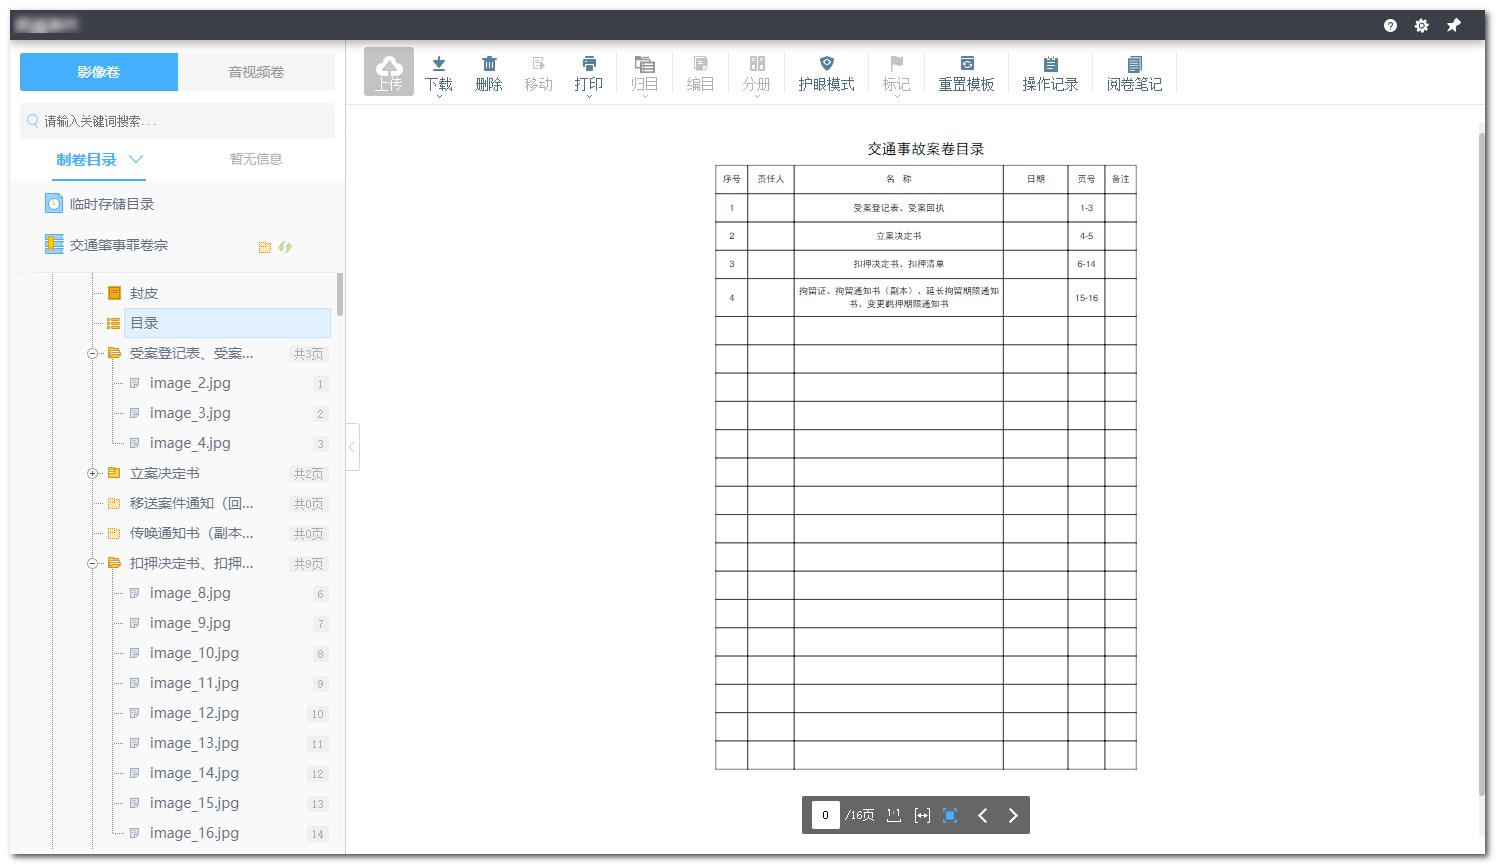 影像卷 音视频卷
请输入关键词搜索...
制卷目录 暂无信息
临时存储目录
交通肇事罪卷宗
封皮
目录
受案登记表、受案... 共3页
image_2.jpg 1
image_3.jpg 2
image_4.jpg 3
立案决定书 共2页
移送案件通知（回... 共0页
传唤通知书（副本... 共0页
扣押决定书、扣押... 共9页
image_8.jpg 6
image_9.jpg 7
image_10.jpg 8
image_11.jpg 9
image_12.jpg 10
image_13.jpg 11
image_14.jpg 12
image_15.jpg 13
image_16.jpg 14
上传 下载 删除 移动 打印 归目 编目 分册 护眼模式 标记 重置模板 操作记录 阅卷笔记
交通事故案卷目录
序号 责任人 名 称 日期 页号 备注
1 受案登记表、受案回执 1-3
2 立案决定书 4-5
3 扣押决定书、扣押清单 6-14
4 拘留证、拘留通知书（副本）、延长拘留期限通知
书、变更羁押期限通知书 15-16
0 /16页 1:1